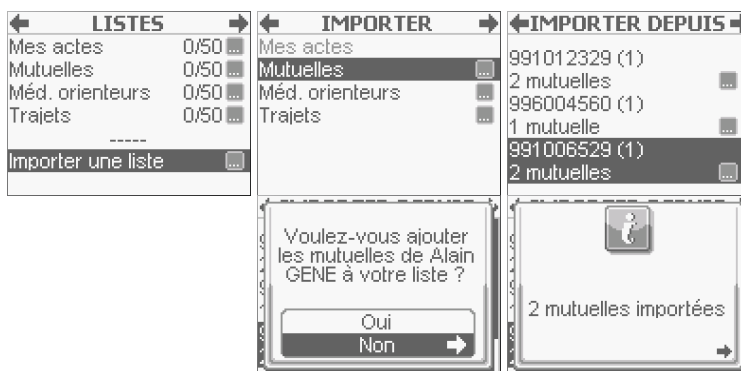 LISTES
Mes actes 0/50 ...
Mutuelles 0/50 ...
Méd. orienteurs 0/50 ...
Trajets 0/50 ...
-----
Importer une liste ...
IMPORTER
Mes actes
Mutuelles ...
Méd. orienteurs ...
Trajets ...
IMPORTER DEPUIS
991012329 (1)
2 mutuelles ...
996004560 (1)
1 mutuelle ...
991006529 (1)
2 mutuelles ...
Voulez-vous ajouter
les mutuelles de Alain
GENE à votre liste ?
Oui
Non
2 mutuelles importées